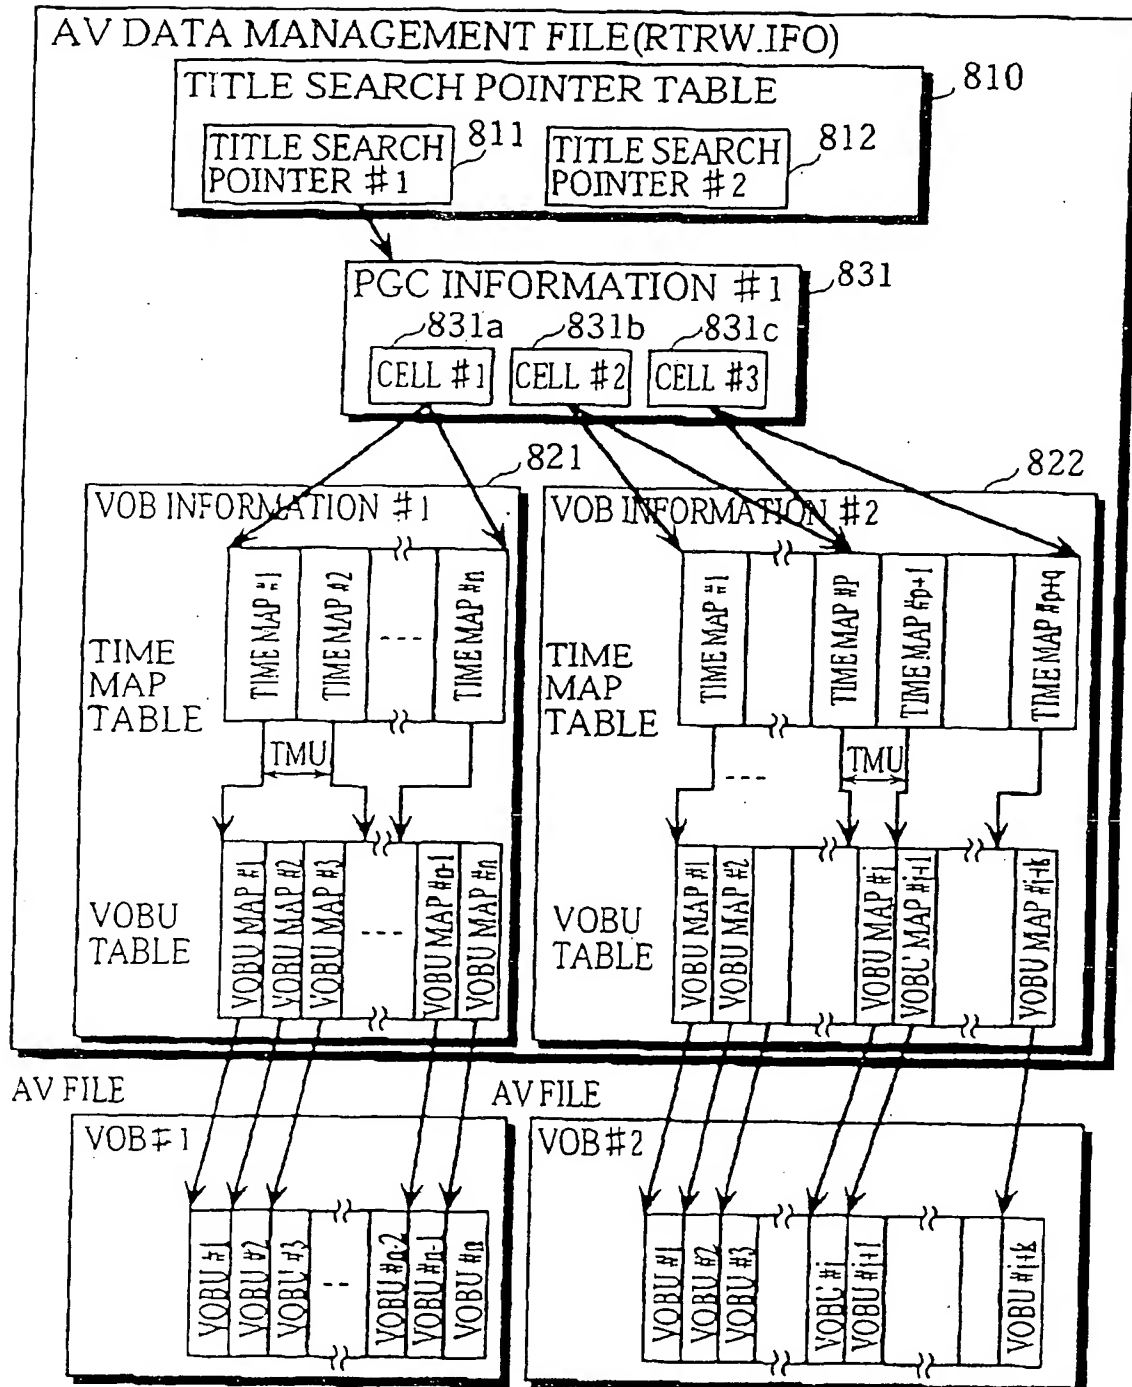 AV DATA MANAGEMENT FILE(RTRW.IFO)
TITLE SEARCH POINTER TABLE
810
TITLE SEARCH
POINTER #1
811
TITLE SEARCH
POINTER #2
812
PGC INFORMATION #1
831
831a
831b
831c
CELL #1
CELL #2
CELL #3
821
822
VOB INFORMATION #1
TIME MAP #1
TIME MAP #2
---
TIME MAP #n
TIME
MAP
TABLE
TMU
VOBU
TABLE
VOBU MAP #1
VOBU MAP #2
VOBU MAP #3
---
VOBU MAP #n-1
VOBU MAP #n
VOB INFORMATION #2
TIME MAP #1
TIME MAP #P
TIME MAP #p+1
TIME MAP #p+q
TIME
MAP
TABLE
---
TMU
VOBU
TABLE
VOBU MAP #1
VOBU MAP #2
VOBU MAP #i
VOBU MAP #i+1
VOBU MAP #i+k
AV FILE
VOB#1
VOBU #1
VOBU #2
VOBU #3
--
VOBU #n-2
VOBU #n-1
VOBU #n
AV FILE
VOB#2
VOBU #1
VOBU #2
VOBU #3
VOBU #i
VOBU #i+1
VOBU #i+k